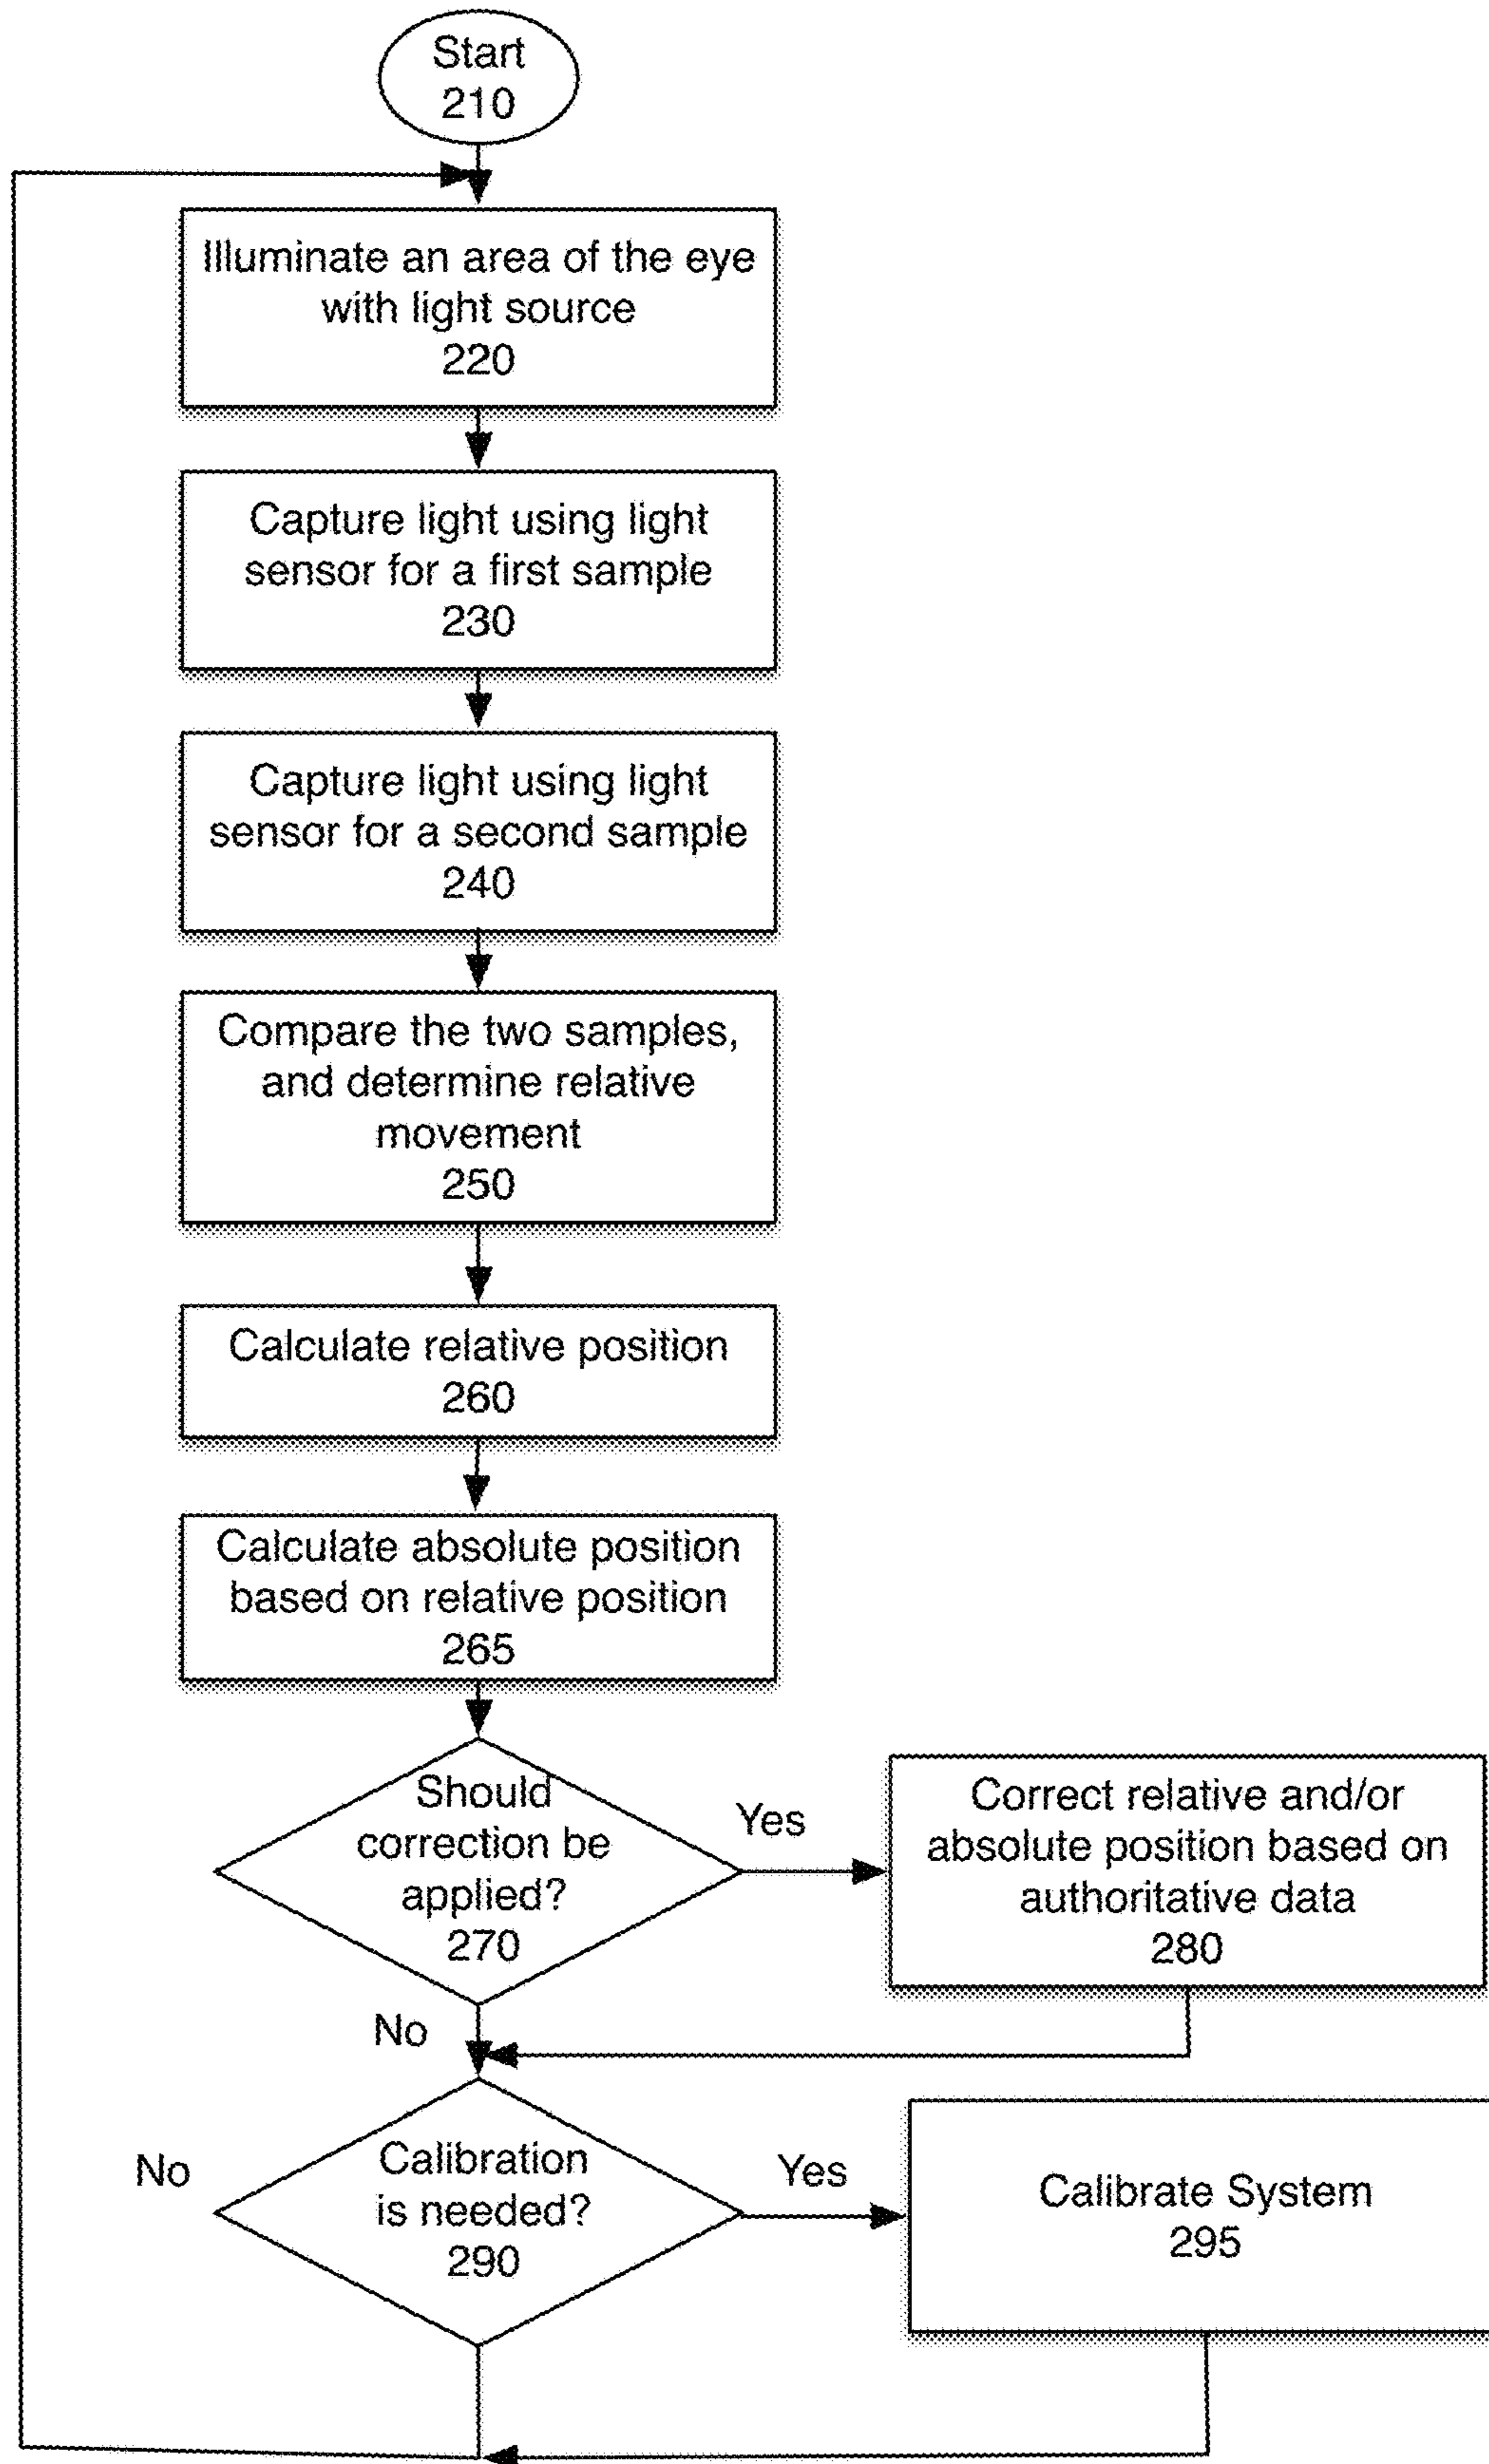 Start
210
Illuminate an area of the eye
with light source
220
Capture light using light
sensor for a first sample
230
Capture light using light
sensor for a second sample
240
Compare the two samples,
and determine relative
movement
250
Calculate relative position
260
Calculate absolute position
based on relative position
265
Should
correction be
applied?
270
Yes
Correct relative and/or
absolute position based on
authoritative data
280
No
Calibration
is needed?
290
No
Yes
Calibrate System
295